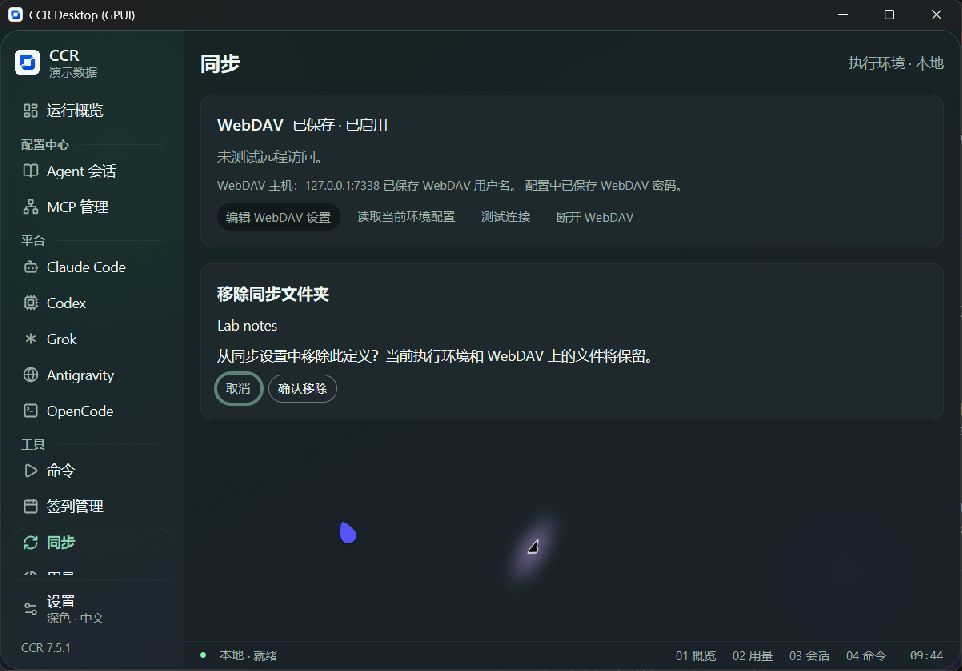 CCR Desktop (GPUI)
CCR
演示数据
运行概览
配置中心
Agent 会话
MCP 管理
平台
Claude Code
Codex
Grok
Antigravity
OpenCode
工具
命令
签到管理
同步
设置
深色 · 中文
CCR 7.5.1
同步
执行环境 · 本地
WebDAV 已保存 · 已启用
未测试远程访问。
WebDAV 主机：127.0.0.1:7338 已保存 WebDAV 用户名。 配置中已保存 WebDAV 密码。
编辑 WebDAV 设置 读取当前环境配置 测试连接 断开 WebDAV
移除同步文件夹
Lab notes
从同步设置中移除此定义？当前执行环境和 WebDAV 上的文件将保留。
取消 确认移除
本地 · 就绪
01 概览 02 用量 03 会话 04 命令 09:44